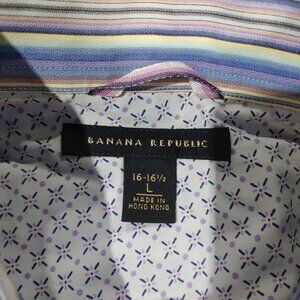 BANANA REPUBLIC
16-16½
L
MADE IN
HONG KONG